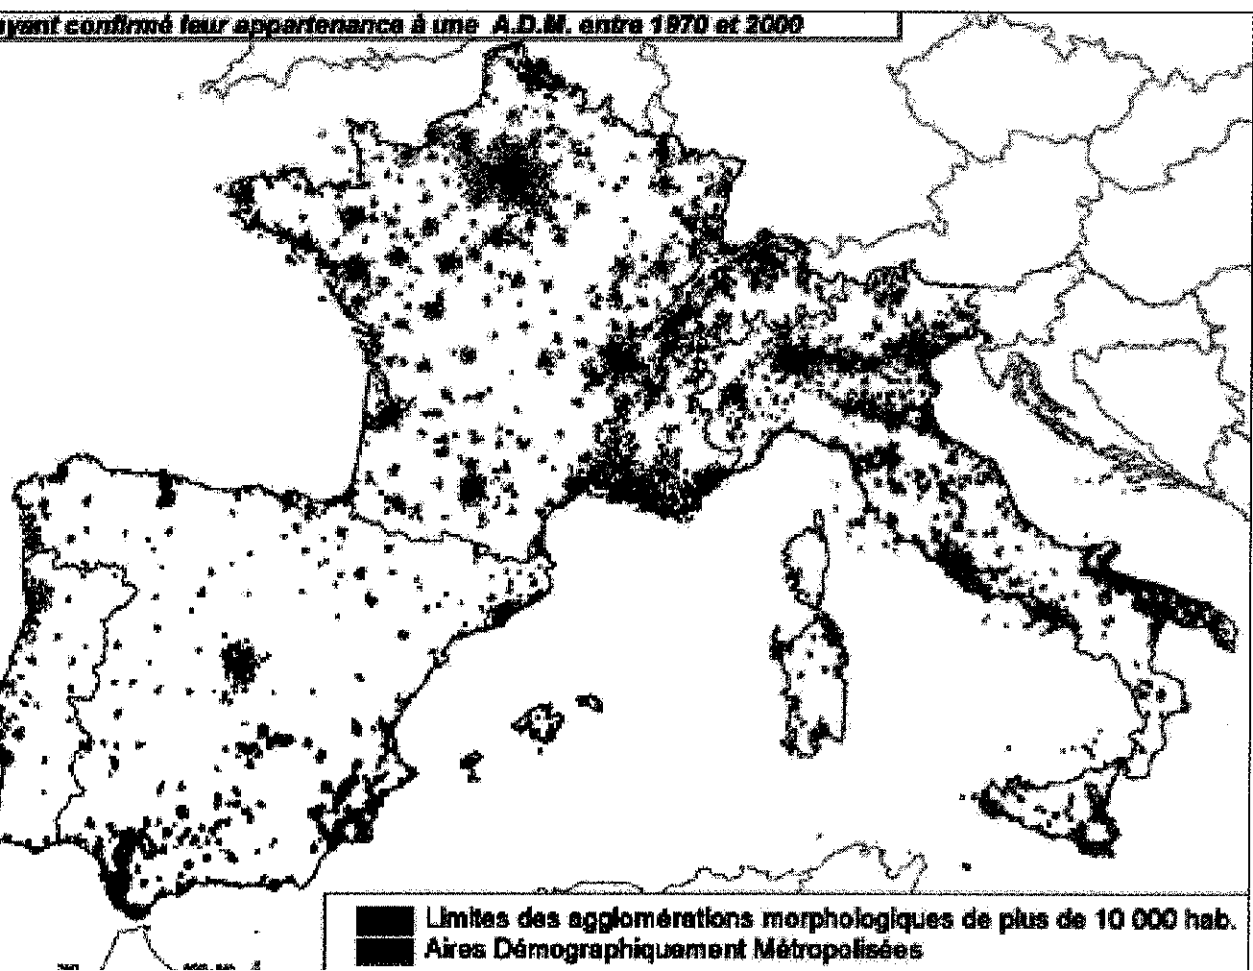 ayant confirmé leur appartenance à une A.D.M. entre 1970 et 2000
Limites des agglomérations morphologiques de plus de 10 000 hab.
Aires Démographiquement Métropolisées